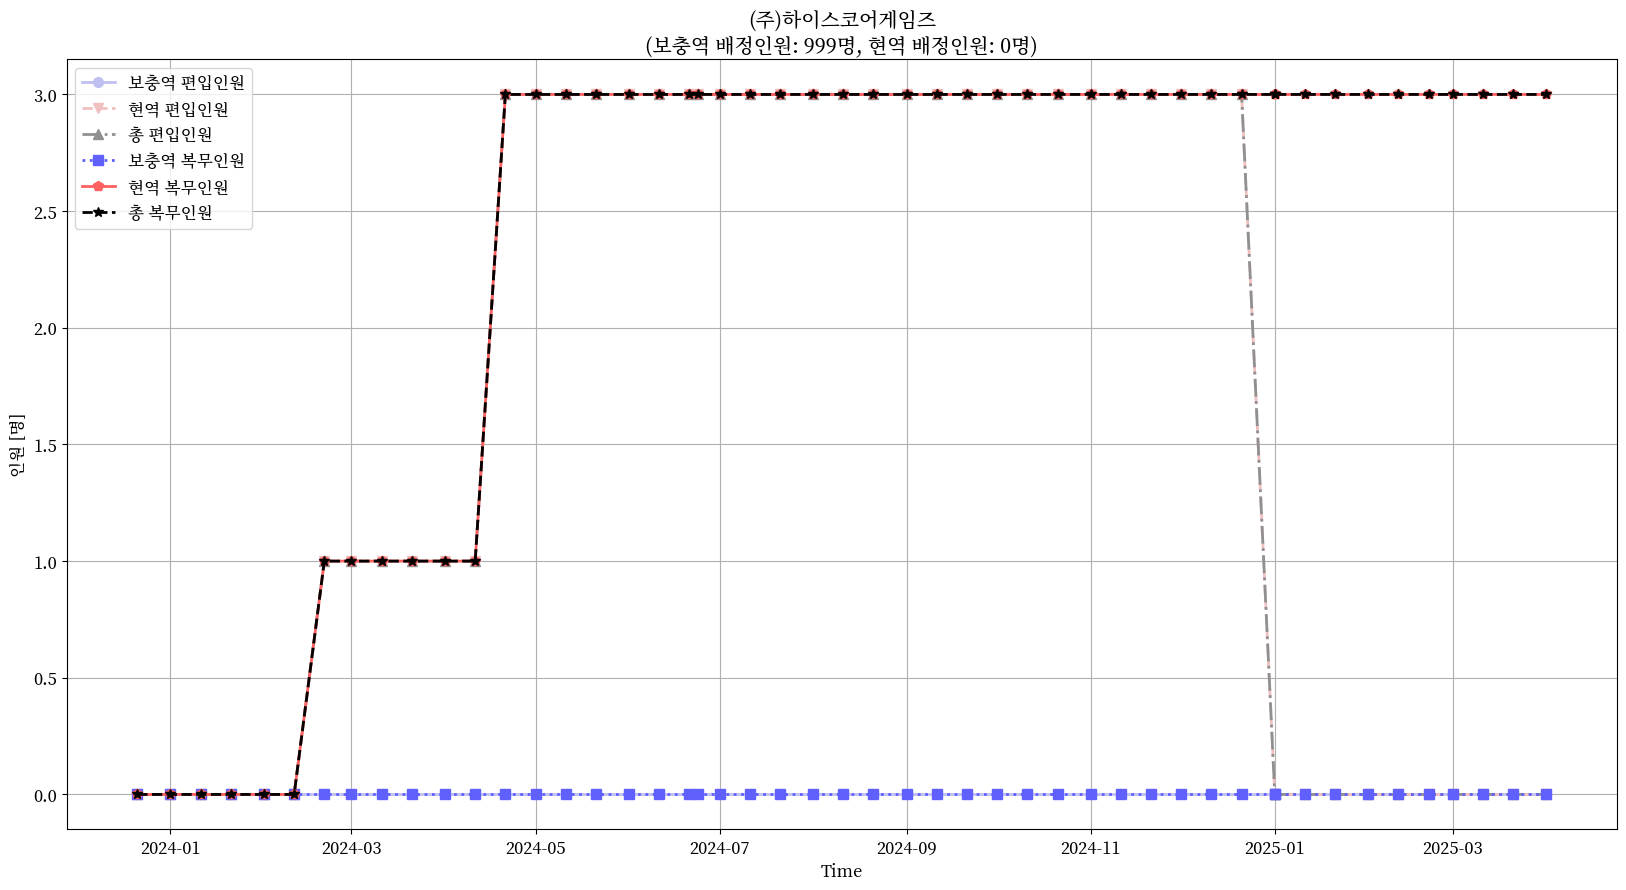 (주)하이스코어게임즈
(보충역 배정인원: 999명, 현역 배정인원: 0명)
보충역 편입인원
현역 편입인원
총 편입인원
보충역 복무인원
현역 복무인원
총 복무인원
3.0
2.5
2.0
1.5
1.0
0.5
0.0
인원 [명]
2024-01
2024-03
2024-05
2024-07
2024-09
2024-11
2025-01
2025-03
Time